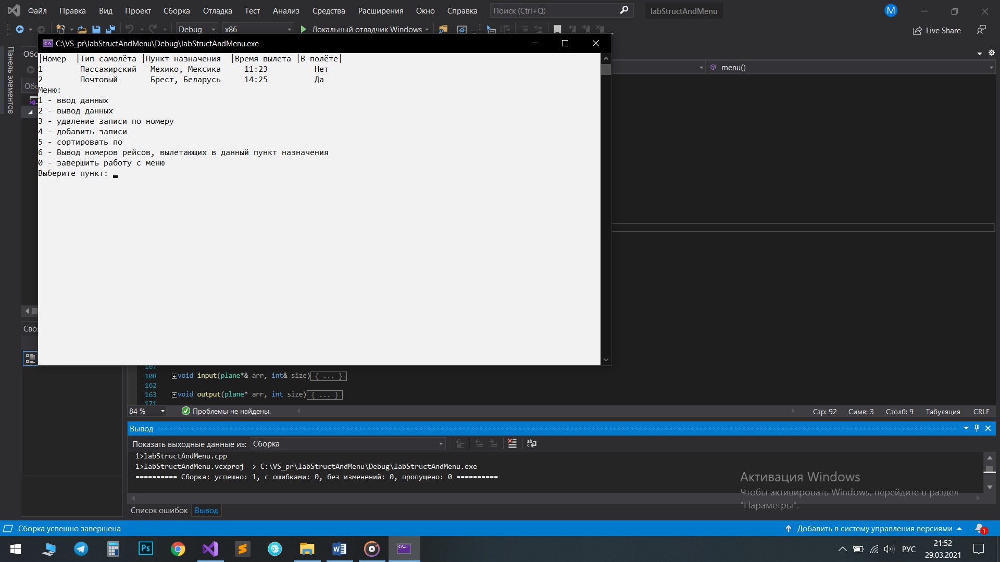 Файл Правка Вид Проект Сборка Отладка Тест Анализ Средства Расширения Окно Справка Поиск (Ctrl+Q) labStructAndMenu M
Debug x86 Локальный отладчик Windows Live Share
C:\VS_pr\labStructAndMenu\Debug\labStructAndMenu.exe
Панель элементов
|Номер |Тип самолёта |Пункт назначения |Время вылета |В полёте|
1 Пассажирский Мехико, Мексика 11:23 Нет
2 Почтовый Брест, Беларусь 14:25 Да
Меню:
1 - ввод данных
2 - вывод данных
3 - удаление записи по номеру
4 - добавить записи
5 - сортировать по
6 - Вывод номеров рейсов, вылетающих в данный пункт назначения
0 - завершить работу с меню
Выберите пункт:
menu()
107
108 void input(plane*& arr, int& size){ ... }
162
163 void output(plane* arr, int size){ ... }
171
84 % Проблемы не найдены. Стр: 92 Симв: 3 Столб: 9 Табуляция CRLF
Вывод
Показать выходные данные из: Сборка
1>labStructAndMenu.cpp
1>labStructAndMenu.vcxproj -> C:\VS_pr\labStructAndMenu\Debug\labStructAndMenu.exe
========== Сборка: успешно: 1, с ошибками: 0, без изменений: 0, пропущено: 0 ==========
Активация Windows
Чтобы активировать Windows, перейдите в раздел
"Параметры".
Список ошибок Вывод
Сборка успешно завершена Добавить в систему управления версиями 1
Ps РУС 21:52
29.03.2021